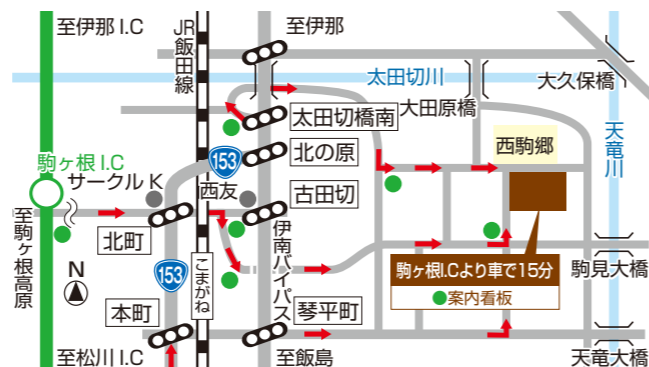 至伊那I.C
JR飯田線
至伊那
太田切川
大久保橋
大田原橋
太田切橋南
天竜川
駒ヶ根I.C
サークルK
153
北の原
西駒郷
西友
古田切
至駒ヶ根高原
北町
伊南バイパス
N
153
こまがね
駒ヶ根I.Cより車で15分
案内看板
駒見大橋
本町
琴平町
至松川I.C
至飯島
天竜大橋